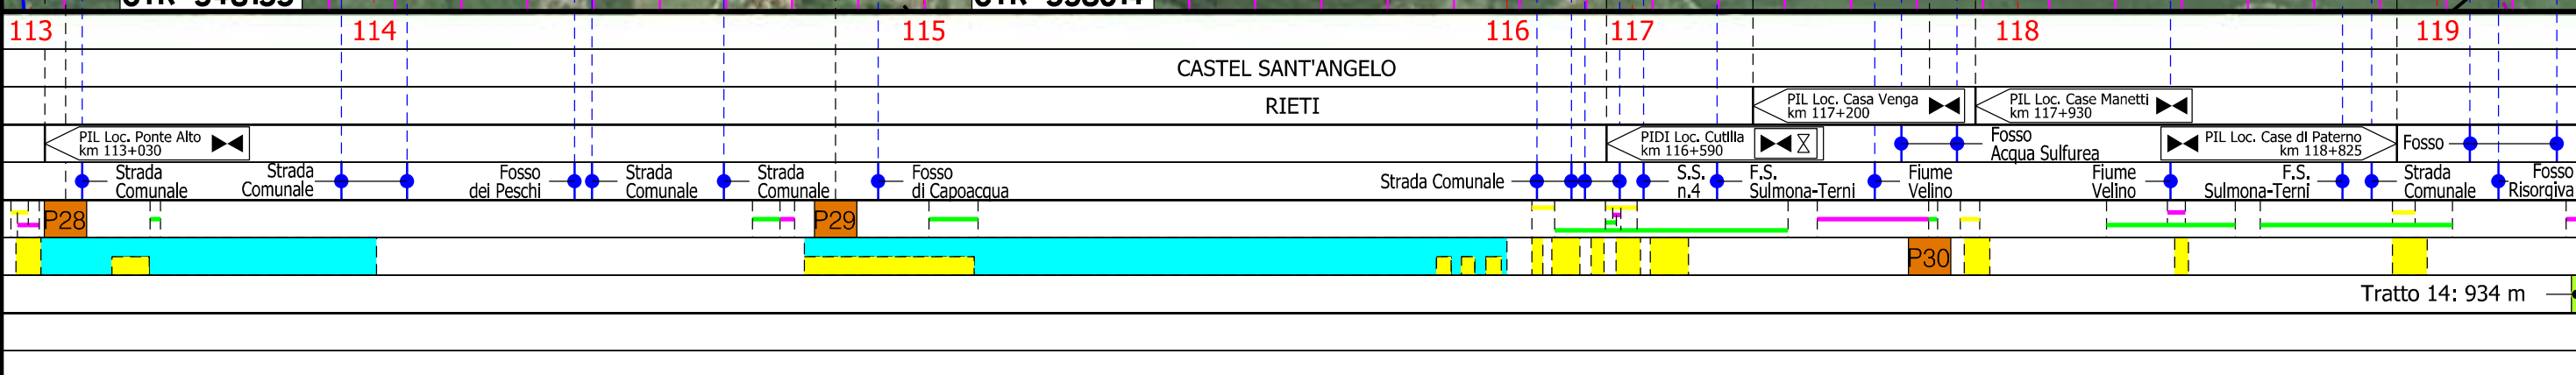 113 114 115 116 117 118 119
CASTEL SANT'ANGELO
RIETI
PIL Loc. Casa Venga
km 117+200
PIL Loc. Case Manetti
km 117+930
PIL Loc. Ponte Alto
km 113+030
PIDI Loc. Cutilia
km 116+590
Fosso
Acqua Sulfurea
PIL Loc. Case di Paterno
km 118+825
Fosso
Strada
Comunale
Strada
Comunale
Fosso
dei Peschi
Strada
Comunale
Strada
Comunale
Fosso
di Capoacqua
Strada Comunale
S.S.
n.4
F.S.
Sulmona-Terni
Fiume
Velino
Fiume
Velino
F.S.
Sulmona-Terni
Strada
Comunale
Fosso
Risorgiva
P28
P29
P30
Tratto 14: 934 m